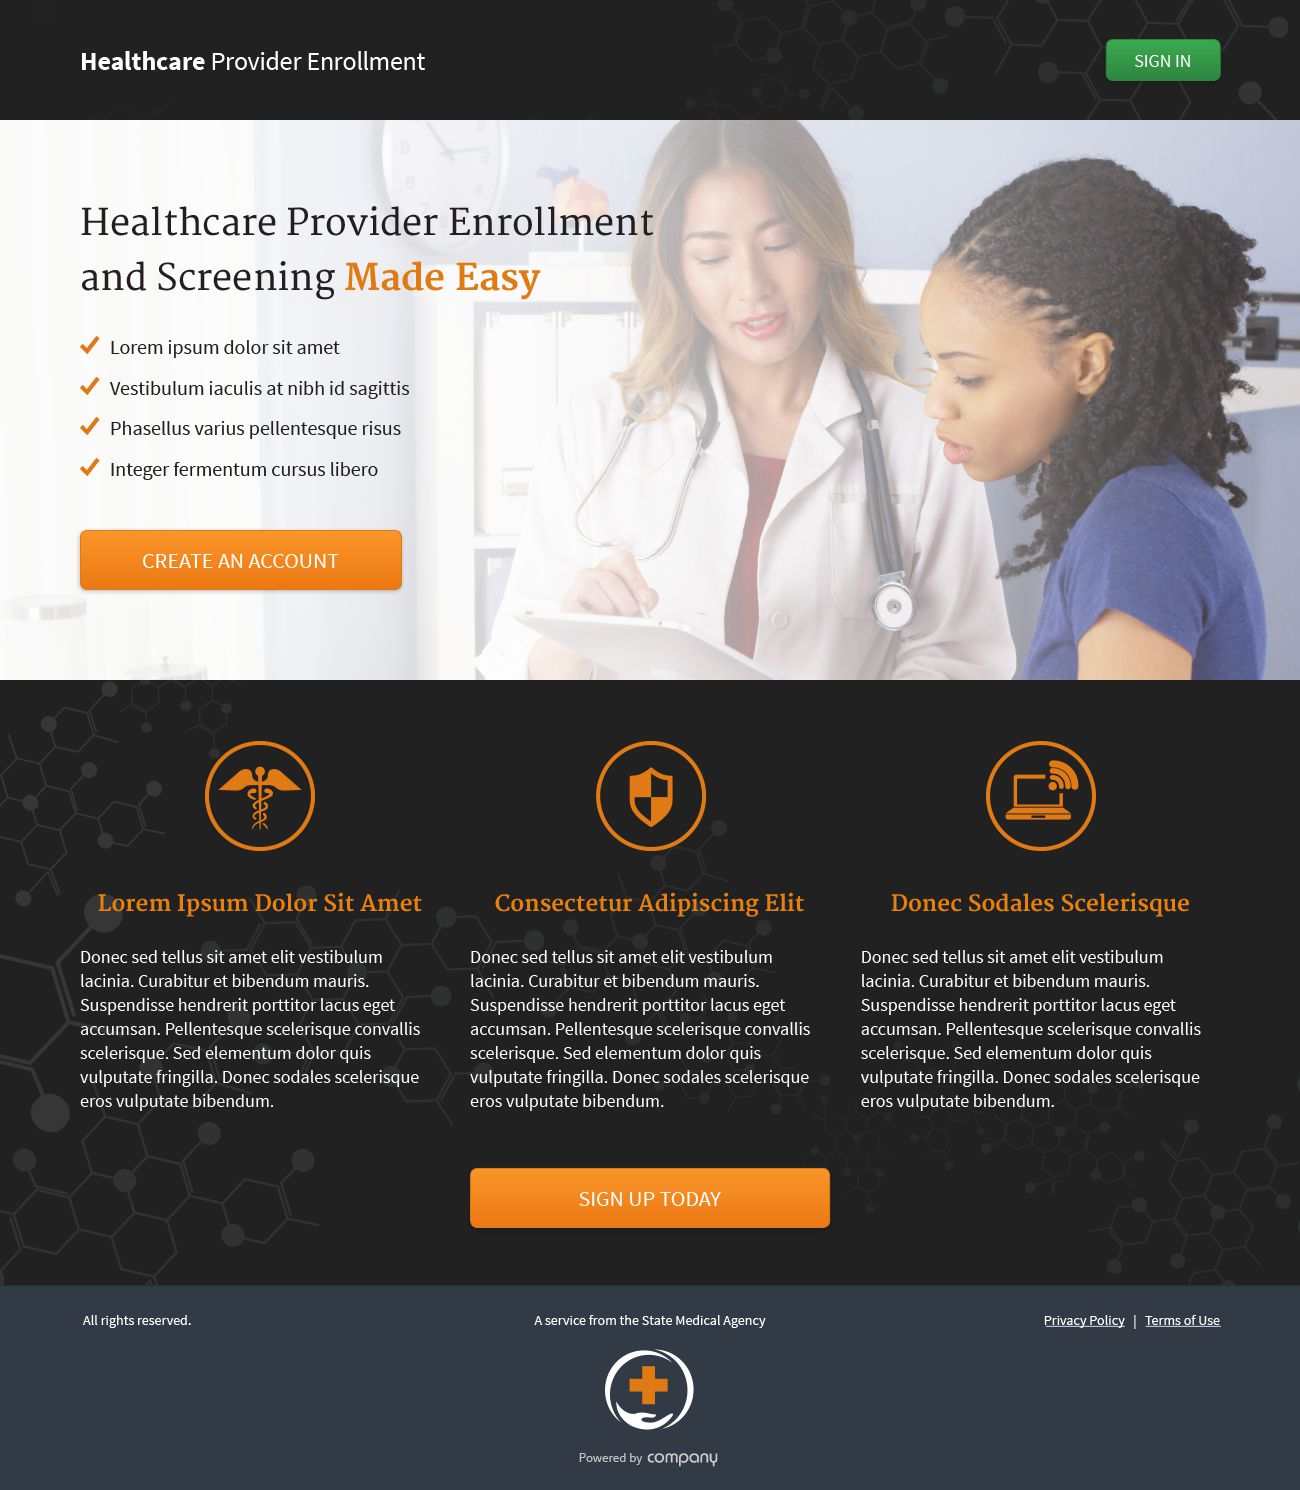 Healthcare Provider Enrollment
SIGN IN
Healthcare Provider Enrollment
and Screening Made Easy
Lorem ipsum dolor sit amet
Vestibulum iaculis at nibh id sagittis
Phasellus varius pellentesque risus
Integer fermentum cursus libero
CREATE AN ACCOUNT
Lorem Ipsum Dolor Sit Amet
Donec sed tellus sit amet elit vestibulum
lacinia. Curabitur et bibendum mauris.
Suspendisse hendrerit porttitor lacus eget
accumsan. Pellentesque scelerisque convallis
scelerisque. Sed elementum dolor quis
vulputate fringilla. Donec sodales scelerisque
eros vulputate bibendum.
Consectetur Adipiscing Elit
Donec sed tellus sit amet elit vestibulum
lacinia. Curabitur et bibendum mauris.
Suspendisse hendrerit porttitor lacus eget
accumsan. Pellentesque scelerisque convallis
scelerisque. Sed elementum dolor quis
vulputate fringilla. Donec sodales scelerisque
eros vulputate bibendum.
Donec Sodales Scelerisque
Donec sed tellus sit amet elit vestibulum
lacinia. Curabitur et bibendum mauris.
Suspendisse hendrerit porttitor lacus eget
accumsan. Pellentesque scelerisque convallis
scelerisque. Sed elementum dolor quis
vulputate fringilla. Donec sodales scelerisque
eros vulputate bibendum.
SIGN UP TODAY
All rights reserved.
A service from the State Medical Agency
Privacy Policy | Terms of Use
Powered by company